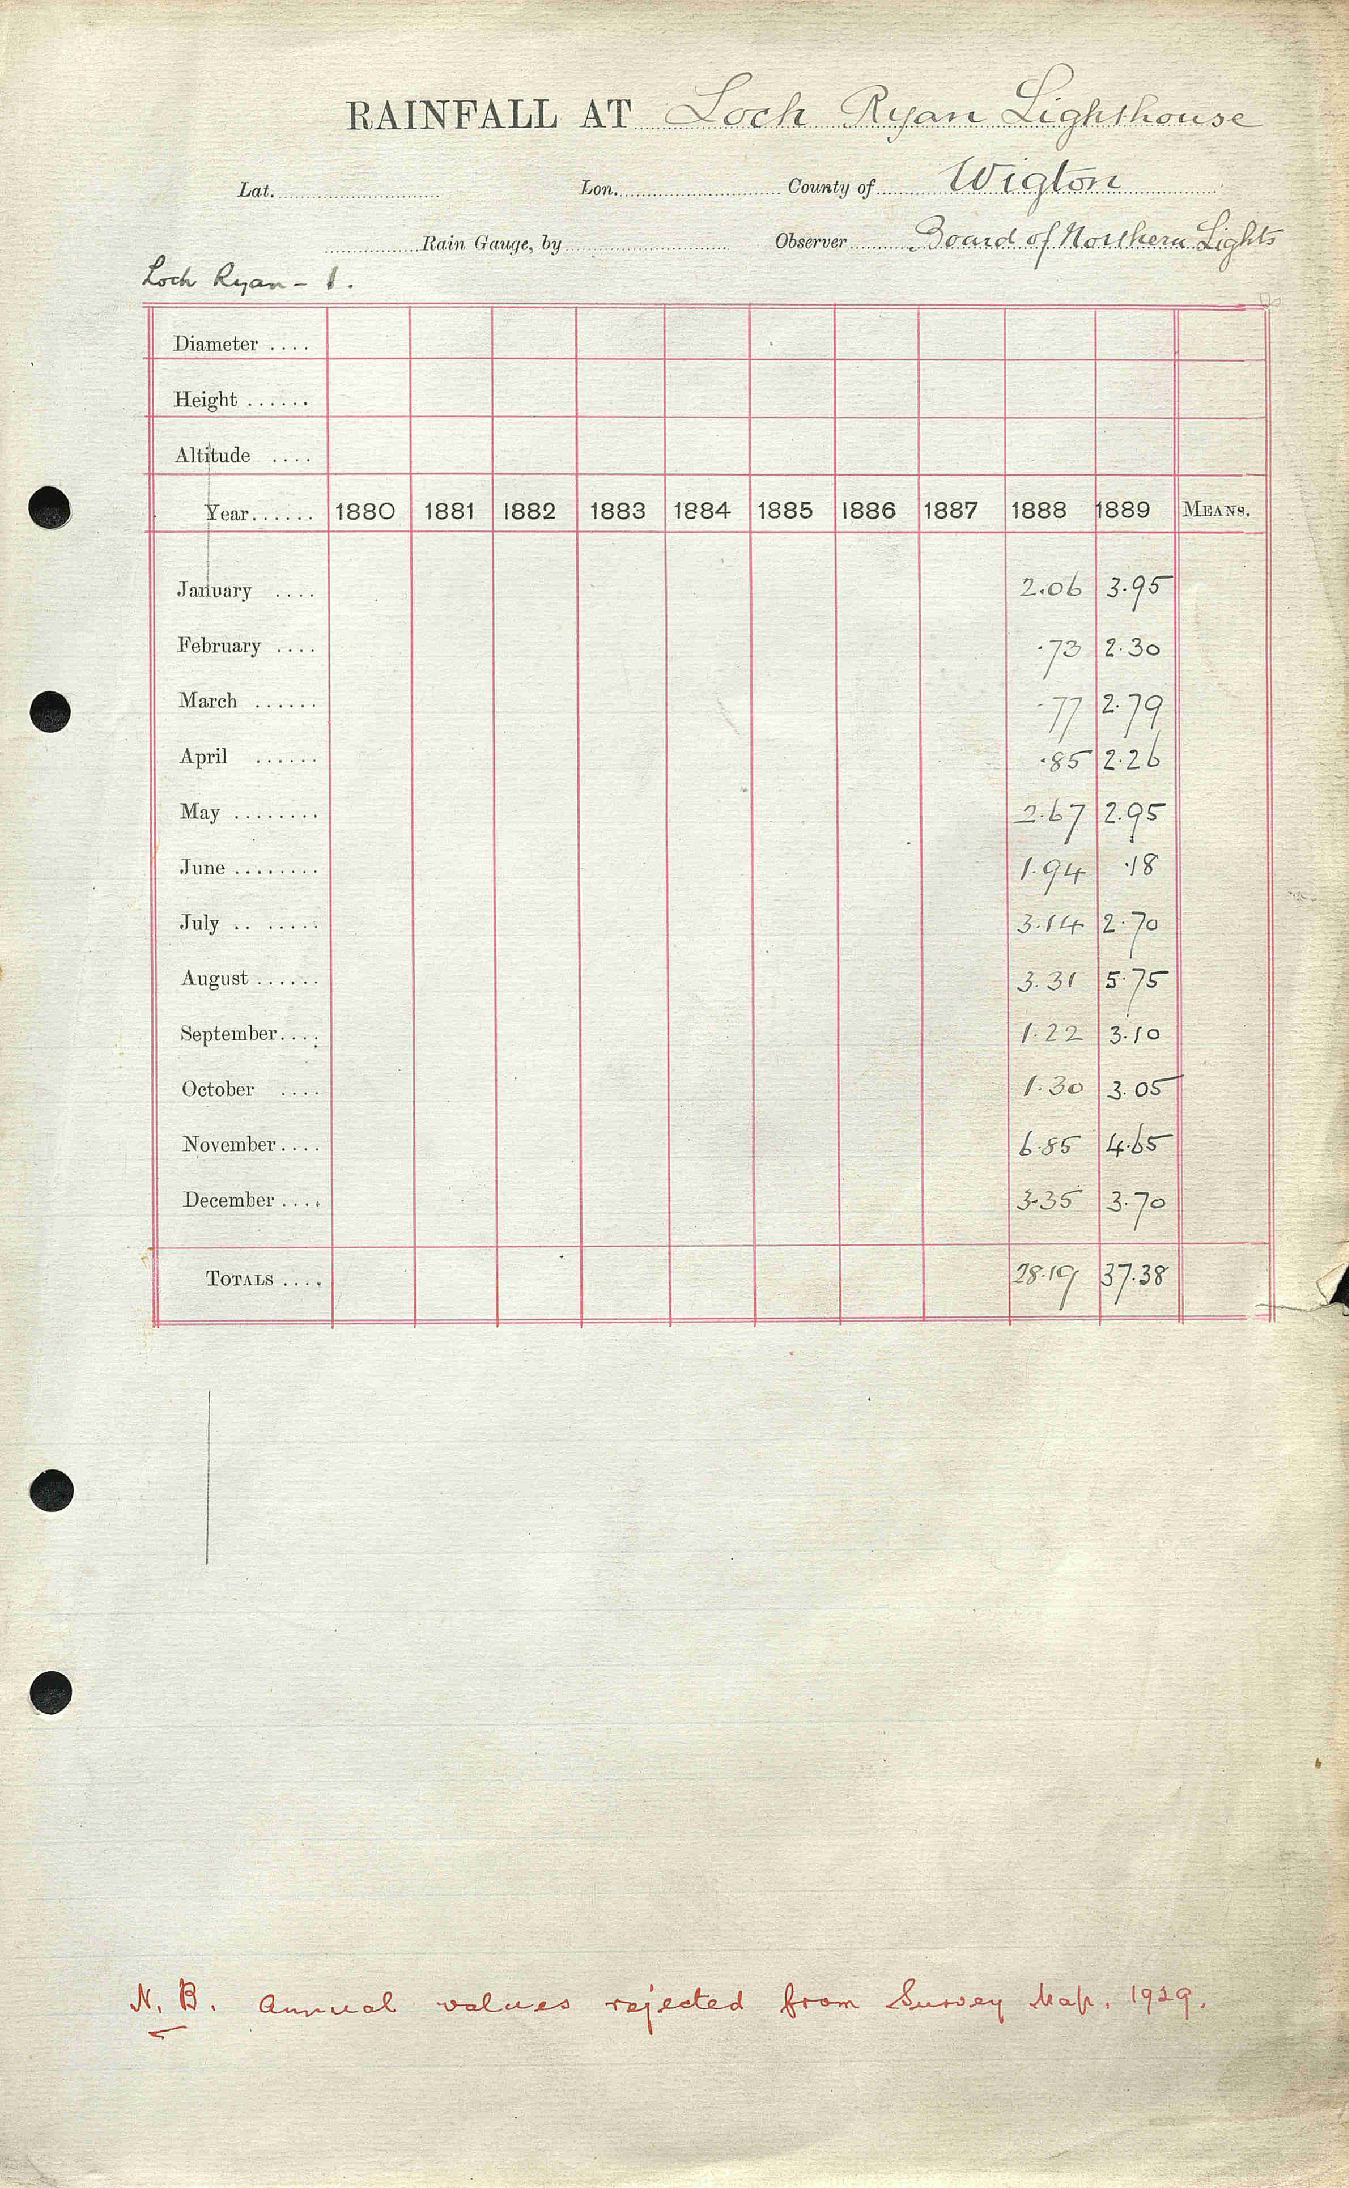 RAINFALL AT Loch Ryan Lighthouse
Lat. Lon. County of Wigton
Rain Gauge, by Observer Board of Northern Lights
Loch Ryan - 1.
Diameter ....
Height ......
Altitude ....
Year...... 1880 1881 1882 1883 1884 1885 1886 1887 1888 1889 MEANS.
January .... 2.06 3.95
February .... .73 2.30
March ...... .77 2.79
April ...... .85 2.26
May ........ 2.67 2.95
June ........ 1.94 .18
July .. ...... 3.14 2.70
August ...... 3.31 5.75
September.... 1.22 3.10
October .... 1.30 3.05
November.... 6.85 4.65
December .... 3.35 3.70
TOTALS .... 28.19 37.38
N.B. Annual values rejected from Survey Map. 1929.